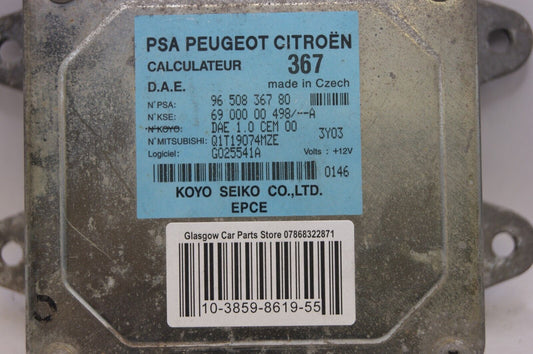 PSA PEUGEOT CITROËN
CALCULATEUR 367
D.A.E. made in Czech
N°PSA: 96 508 367 80
N°KSE: 69 000 00 498/--A
N°KOYO: DAE 1.0 CEM 00 3Y03
N°MITSUBISHI: Q1T19074MZE
Logiciel: G025541A Volts : +12V
0146
KOYO SEIKO CO.,LTD.
EPCE
Glasgow Car Parts Store 07868322871
10-3859-8619-55